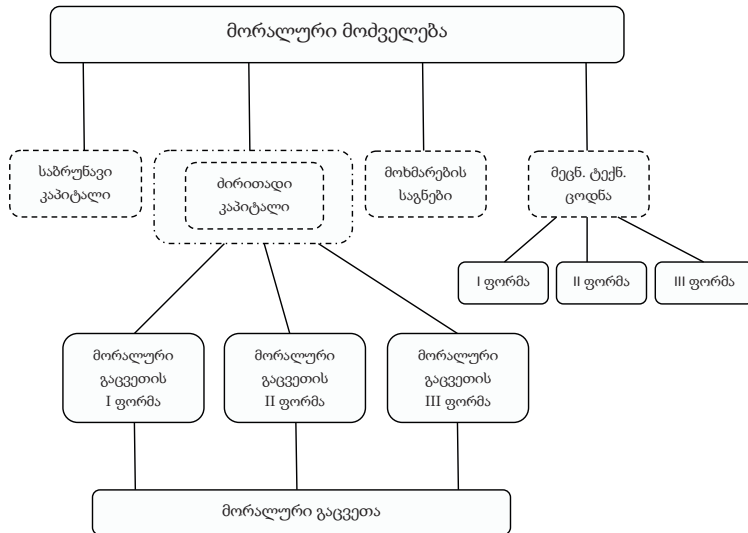 მორალური მოძველება
საბრუნავი
კაპიტალი
ძირითადი
კაპიტალი
მოხმარების
საგნები
მეცნ. ტექნ.
ცოდნა
I ფორმა
II ფორმა
III ფორმა
მორალური
გაცვეთის
I ფორმა
მორალური
გაცვეთის
II ფორმა
მორალური
გაცვეთის
III ფორმა
მორალური გაცვეთა